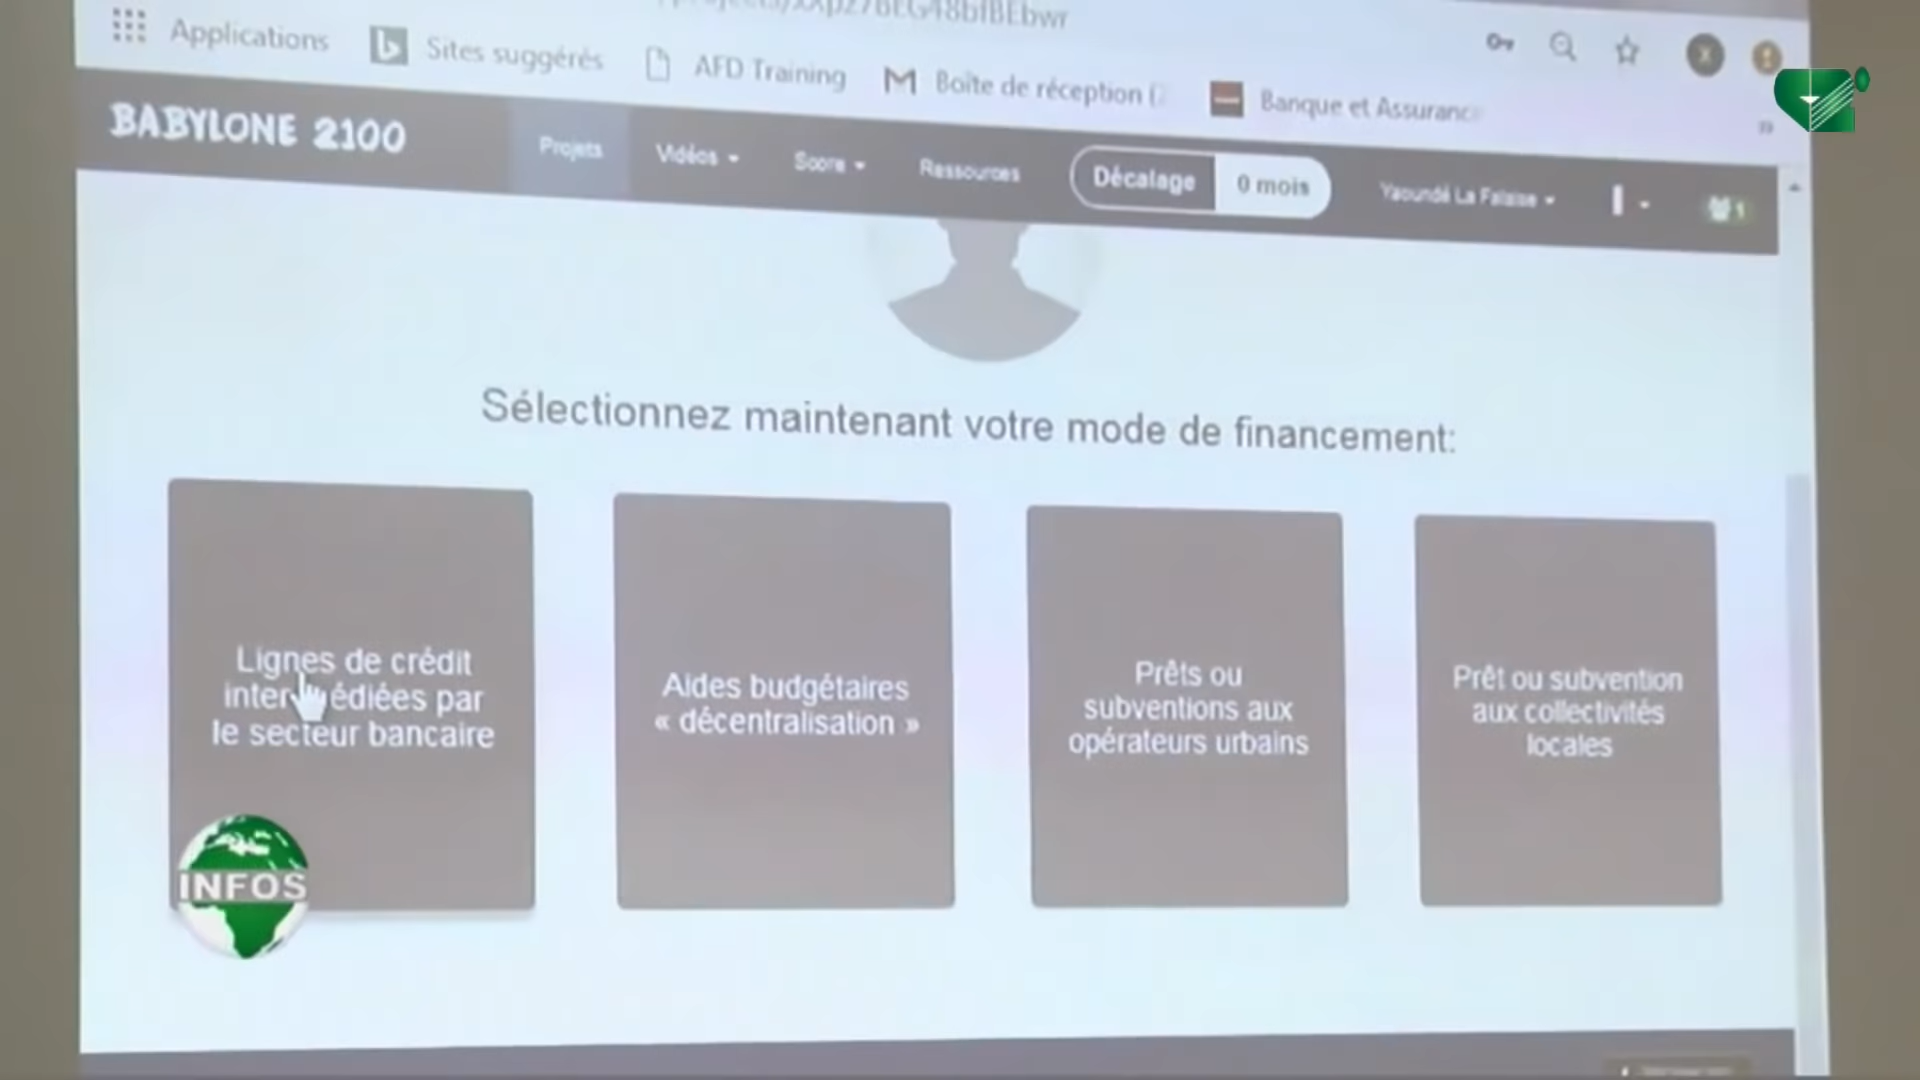 Applications
Sites suggérés
AFD Training
Boîte de réception (
Banque et Assurance
BABYLONE 2100
Projets
Vidéos
Score
Ressources
Décalage
0 mois
Yaoundé La Falaise
1
Sélectionnez maintenant votre mode de financement:
Lignes de crédit
intermédiées par
le secteur bancaire
Aides budgétaires
« décentralisation »
Prêts ou
subventions aux
opérateurs urbains
Prêt ou subvention
aux collectivités
locales
INFOS